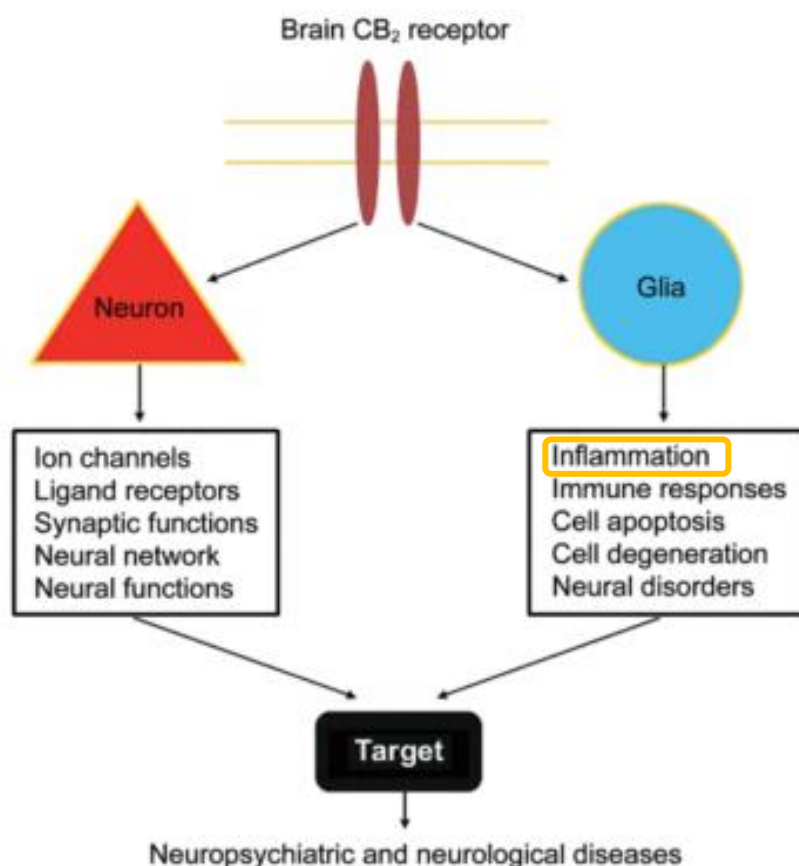 Brain CB₂ receptor
Neuron
Glia
Ion channels
Ligand receptors
Synaptic functions
Neural network
Neural functions
Inflammation
Immune responses
Cell apoptosis
Cell degeneration
Neural disorders
Target
Neuropsychiatric and neurological diseases